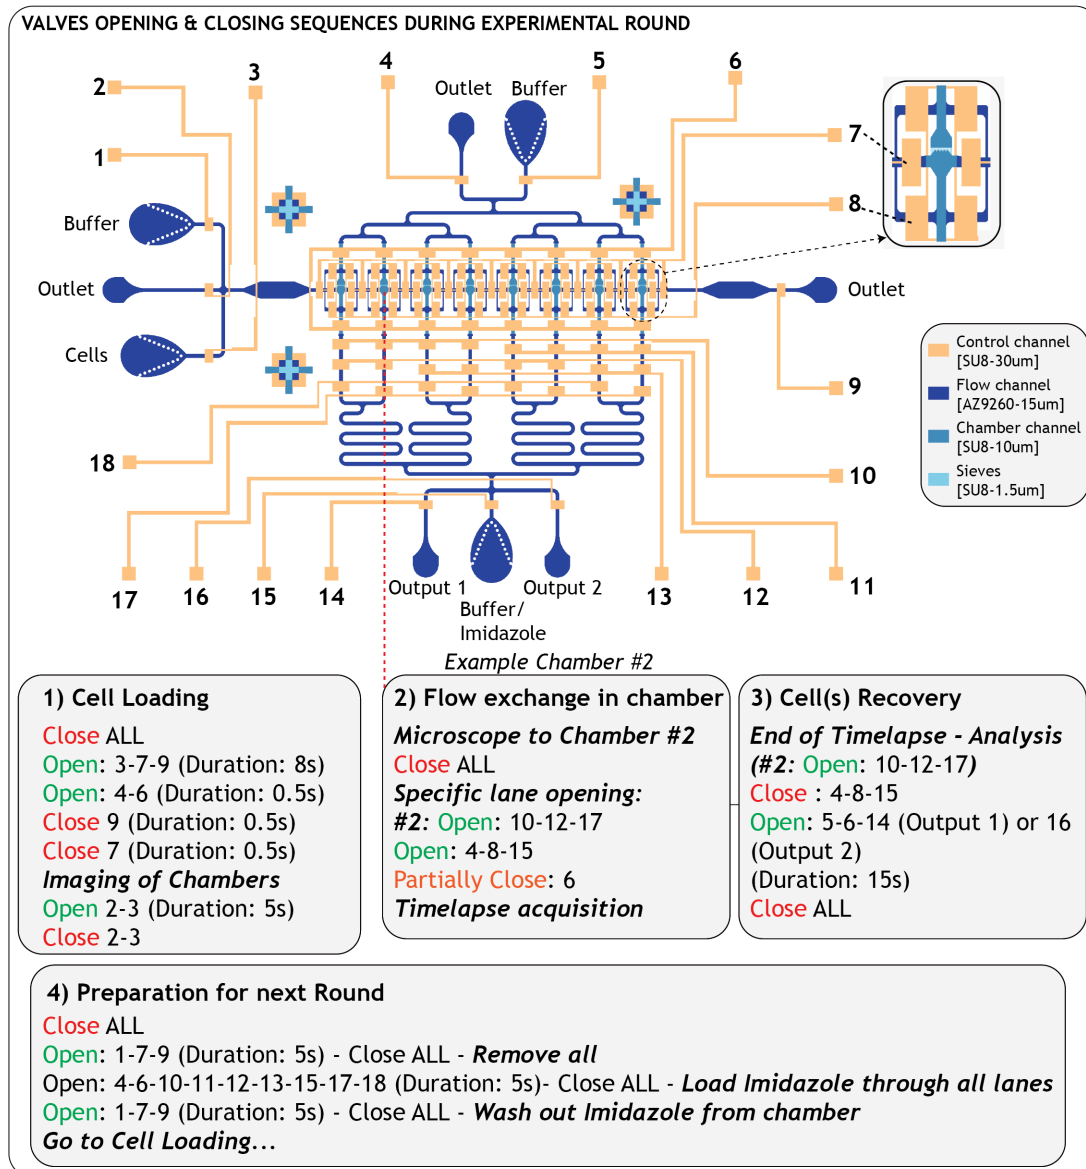 VALVES OPENING & CLOSING SEQUENCES DURING EXPERIMENTAL ROUND
1
2
3
4
5
6
7
8
9
10
11
12
13
14
15
16
17
18
Outlet
Buffer
Buffer
Outlet
Cells
Outlet
Control channel
[SU8-30um]
Flow channel
[AZ9260-15um]
Chamber channel
[SU8-10um]
Sieves
[SU8-1.5um]
Output 1
Output 2
Buffer/
Imidazole
Example Chamber #2
1) Cell Loading
Close ALL
Open: 3-7-9 (Duration: 8s)
Open: 4-6 (Duration: 0.5s)
Close 9 (Duration: 0.5s)
Close 7 (Duration: 0.5s)
Imaging of Chambers
Open 2-3 (Duration: 5s)
Close 2-3
2) Flow exchange in chamber
Microscope to Chamber #2
Close ALL
Specific lane opening:
#2: Open: 10-12-17
Open: 4-8-15
Partially Close: 6
Timelapse acquisition
3) Cell(s) Recovery
End of Timelapse - Analysis
(#2: Open: 10-12-17)
Close : 4-8-15
Open: 5-6-14 (Output 1) or 16
(Output 2)
(Duration: 15s)
Close ALL
4) Preparation for next Round
Close ALL
Open: 1-7-9 (Duration: 5s) - Close ALL - Remove all
Open: 4-6-10-11-12-13-15-17-18 (Duration: 5s)- Close ALL - Load Imidazole through all lanes
Open: 1-7-9 (Duration: 5s) - Close ALL - Wash out Imidazole from chamber
Go to Cell Loading...